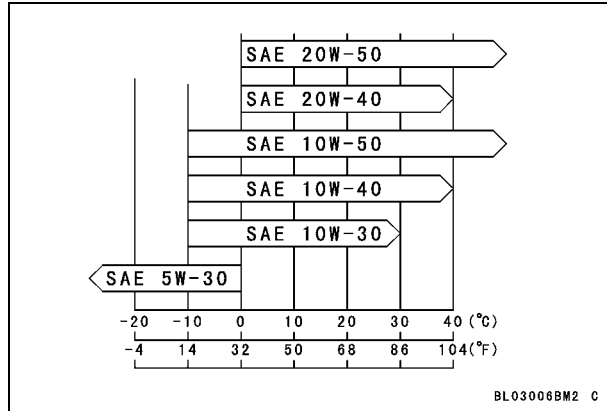 SAE 20W-50
SAE 20W-40
SAE 10W-50
SAE 10W-40
SAE 10W-30
SAE 5W-30
-20 -10 0 10 20 30 40 (°C)
-4 14 32 50 68 86 104 (°F)
BL03006BM2 C